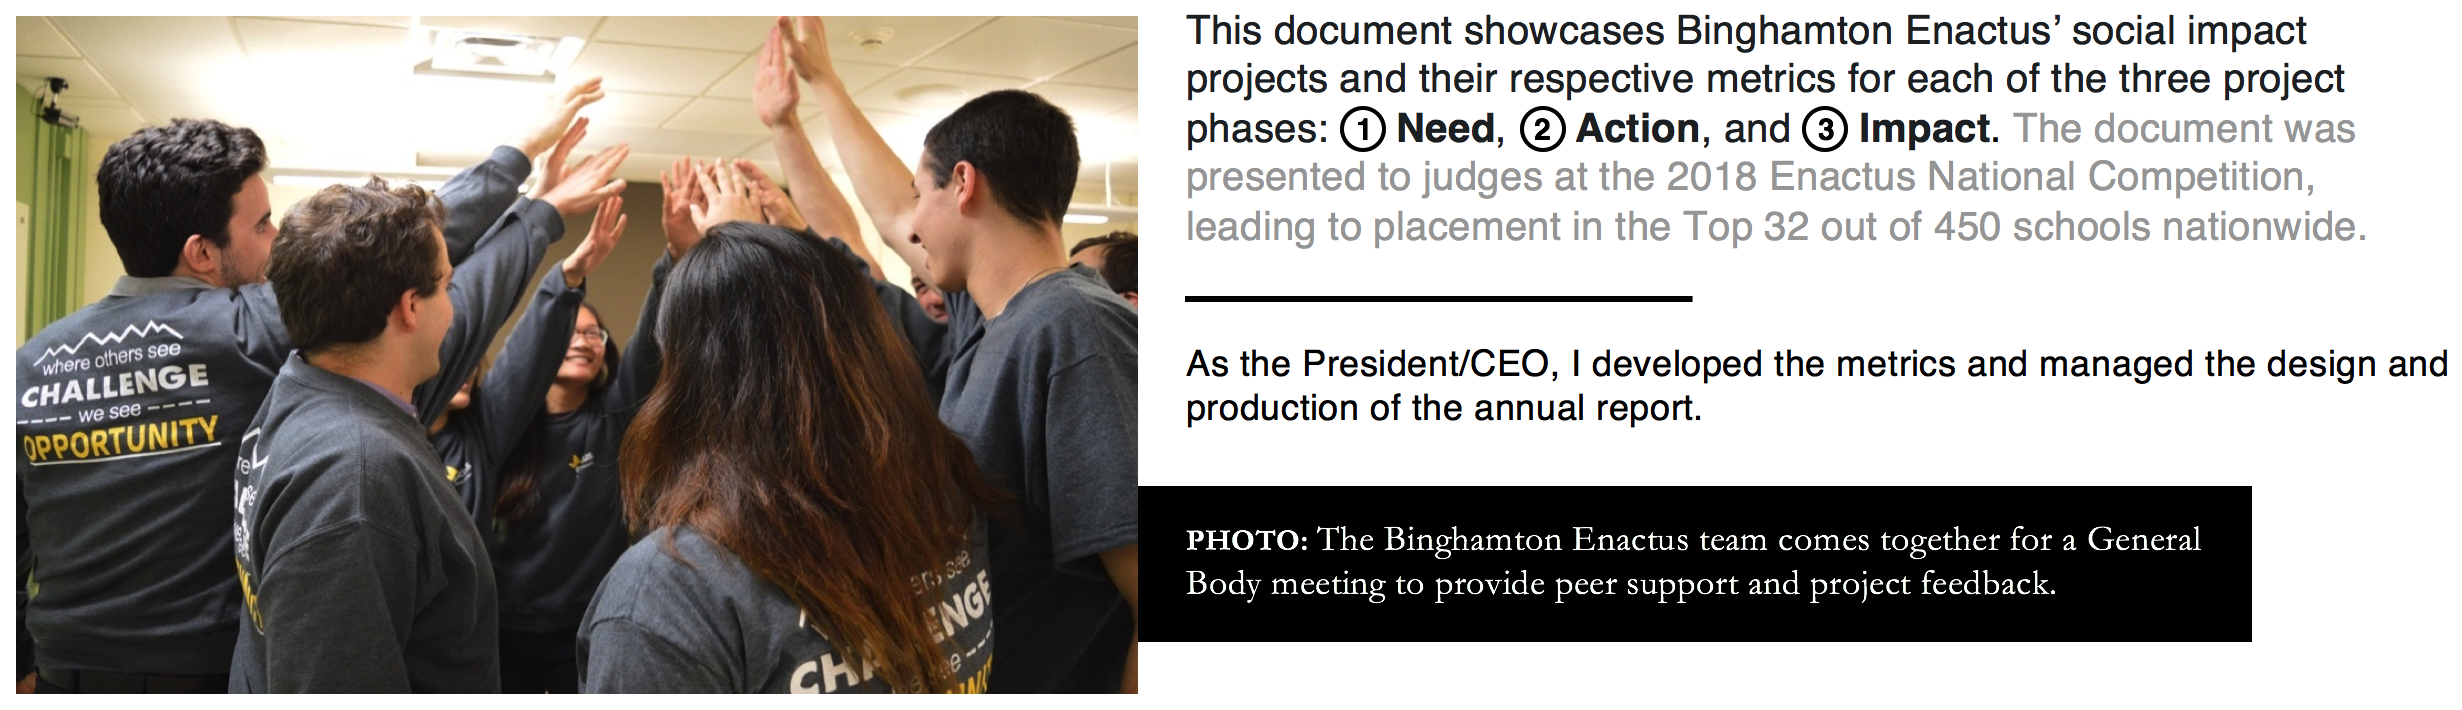 This document showcases Binghamton Enactus’ social impact
projects and their respective metrics for each of the three project
phases: ① Need, ② Action, and ③ Impact. The document was
presented to judges at the 2018 Enactus National Competition,
leading to placement in the Top 32 out of 450 schools nationwide.
As the President/CEO, I developed the metrics and managed the design and
production of the annual report.
PHOTO: The Binghamton Enactus team comes together for a General
Body meeting to provide peer support and project feedback.
where others see
CHALLENGE
we see
OPPORTUNITY